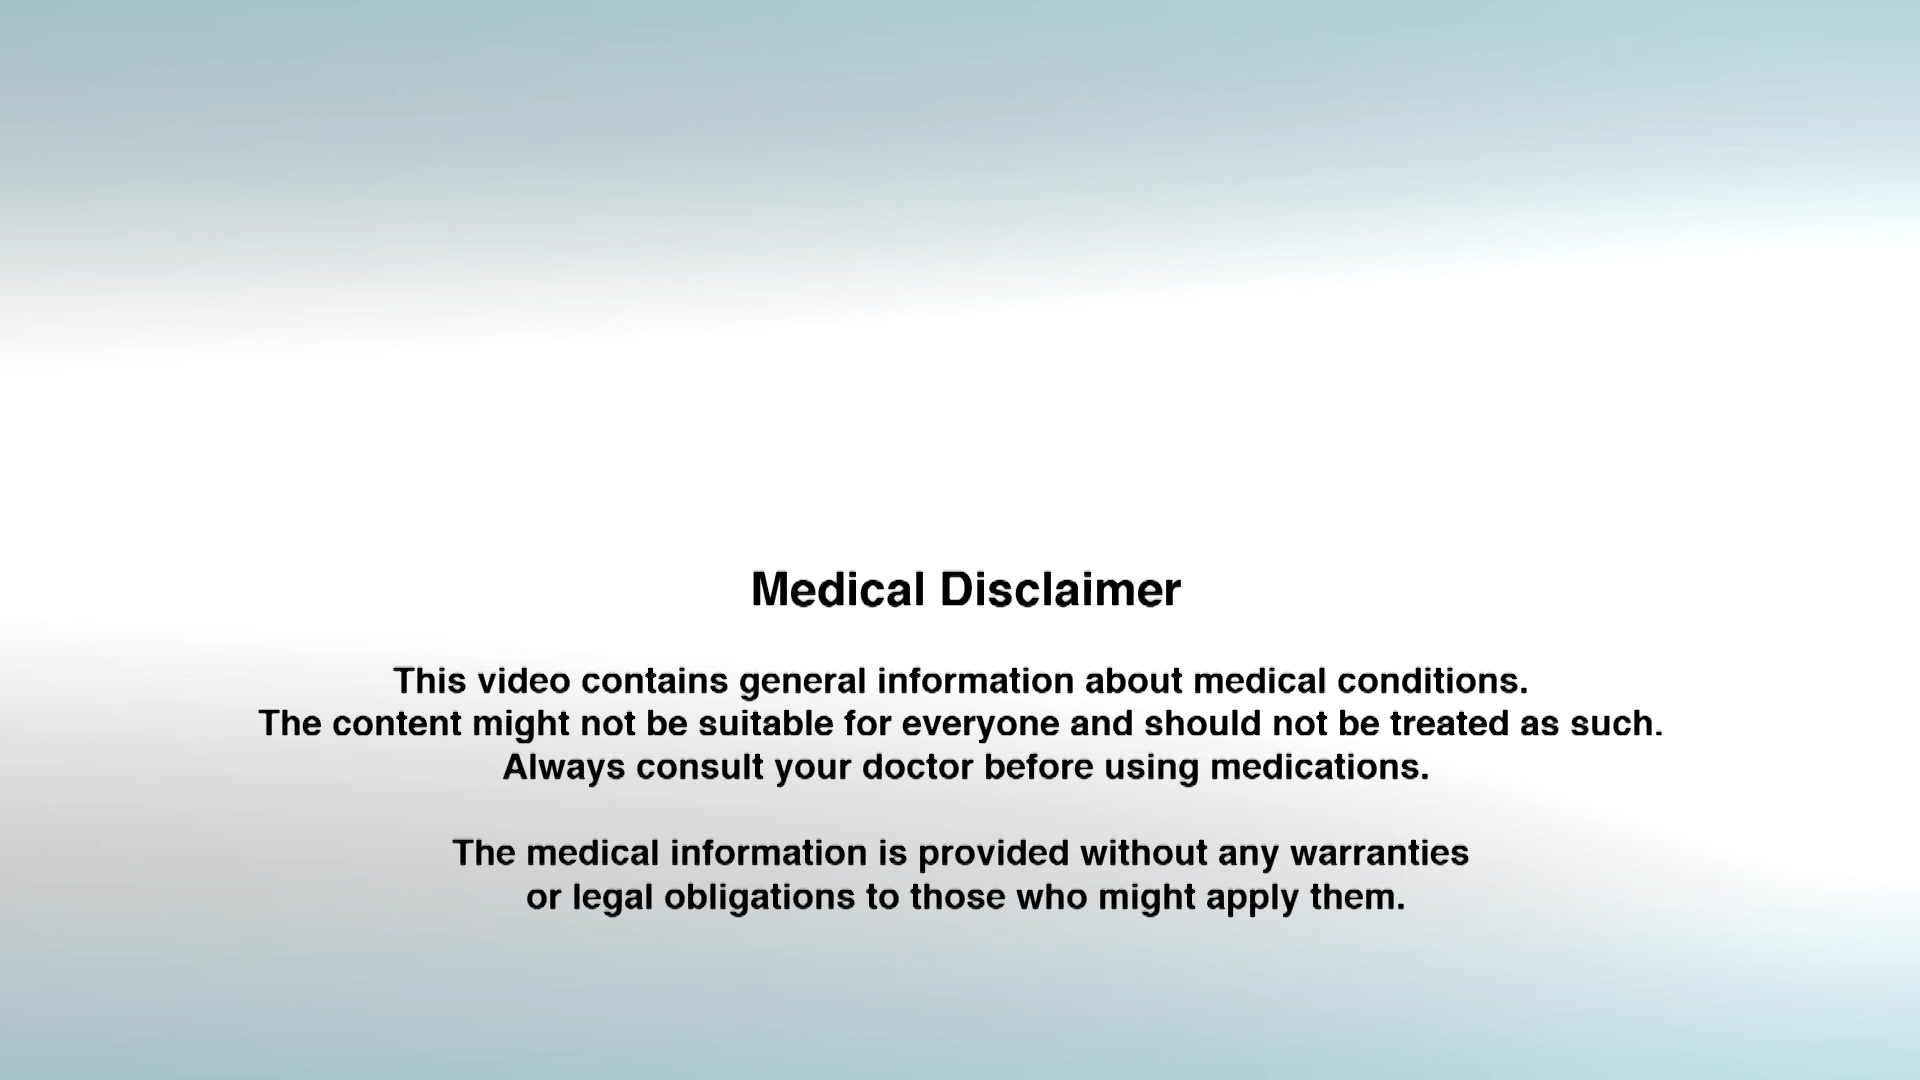 Medical Disclaimer
This video contains general information about medical conditions.
The content might not be suitable for everyone and should not be treated as such.
Always consult your doctor before using medications.
The medical information is provided without any warranties
or legal obligations to those who might apply them.